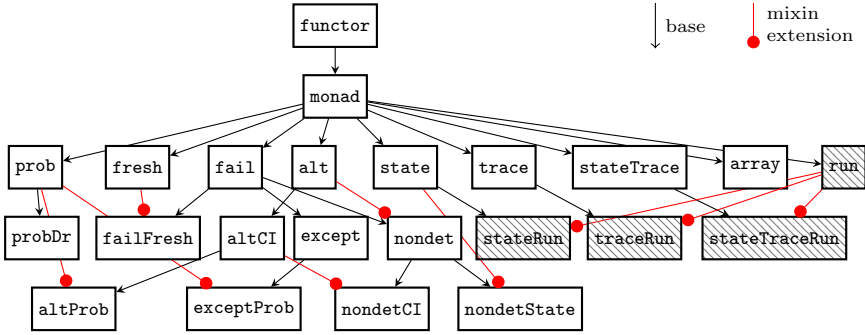 functor
base
mixin
extension
monad
prob fresh fail alt state trace stateTrace array run
probDr failFresh altCI except nondet stateRun traceRun stateTraceRun
altProb exceptProb nondetCI nondetState